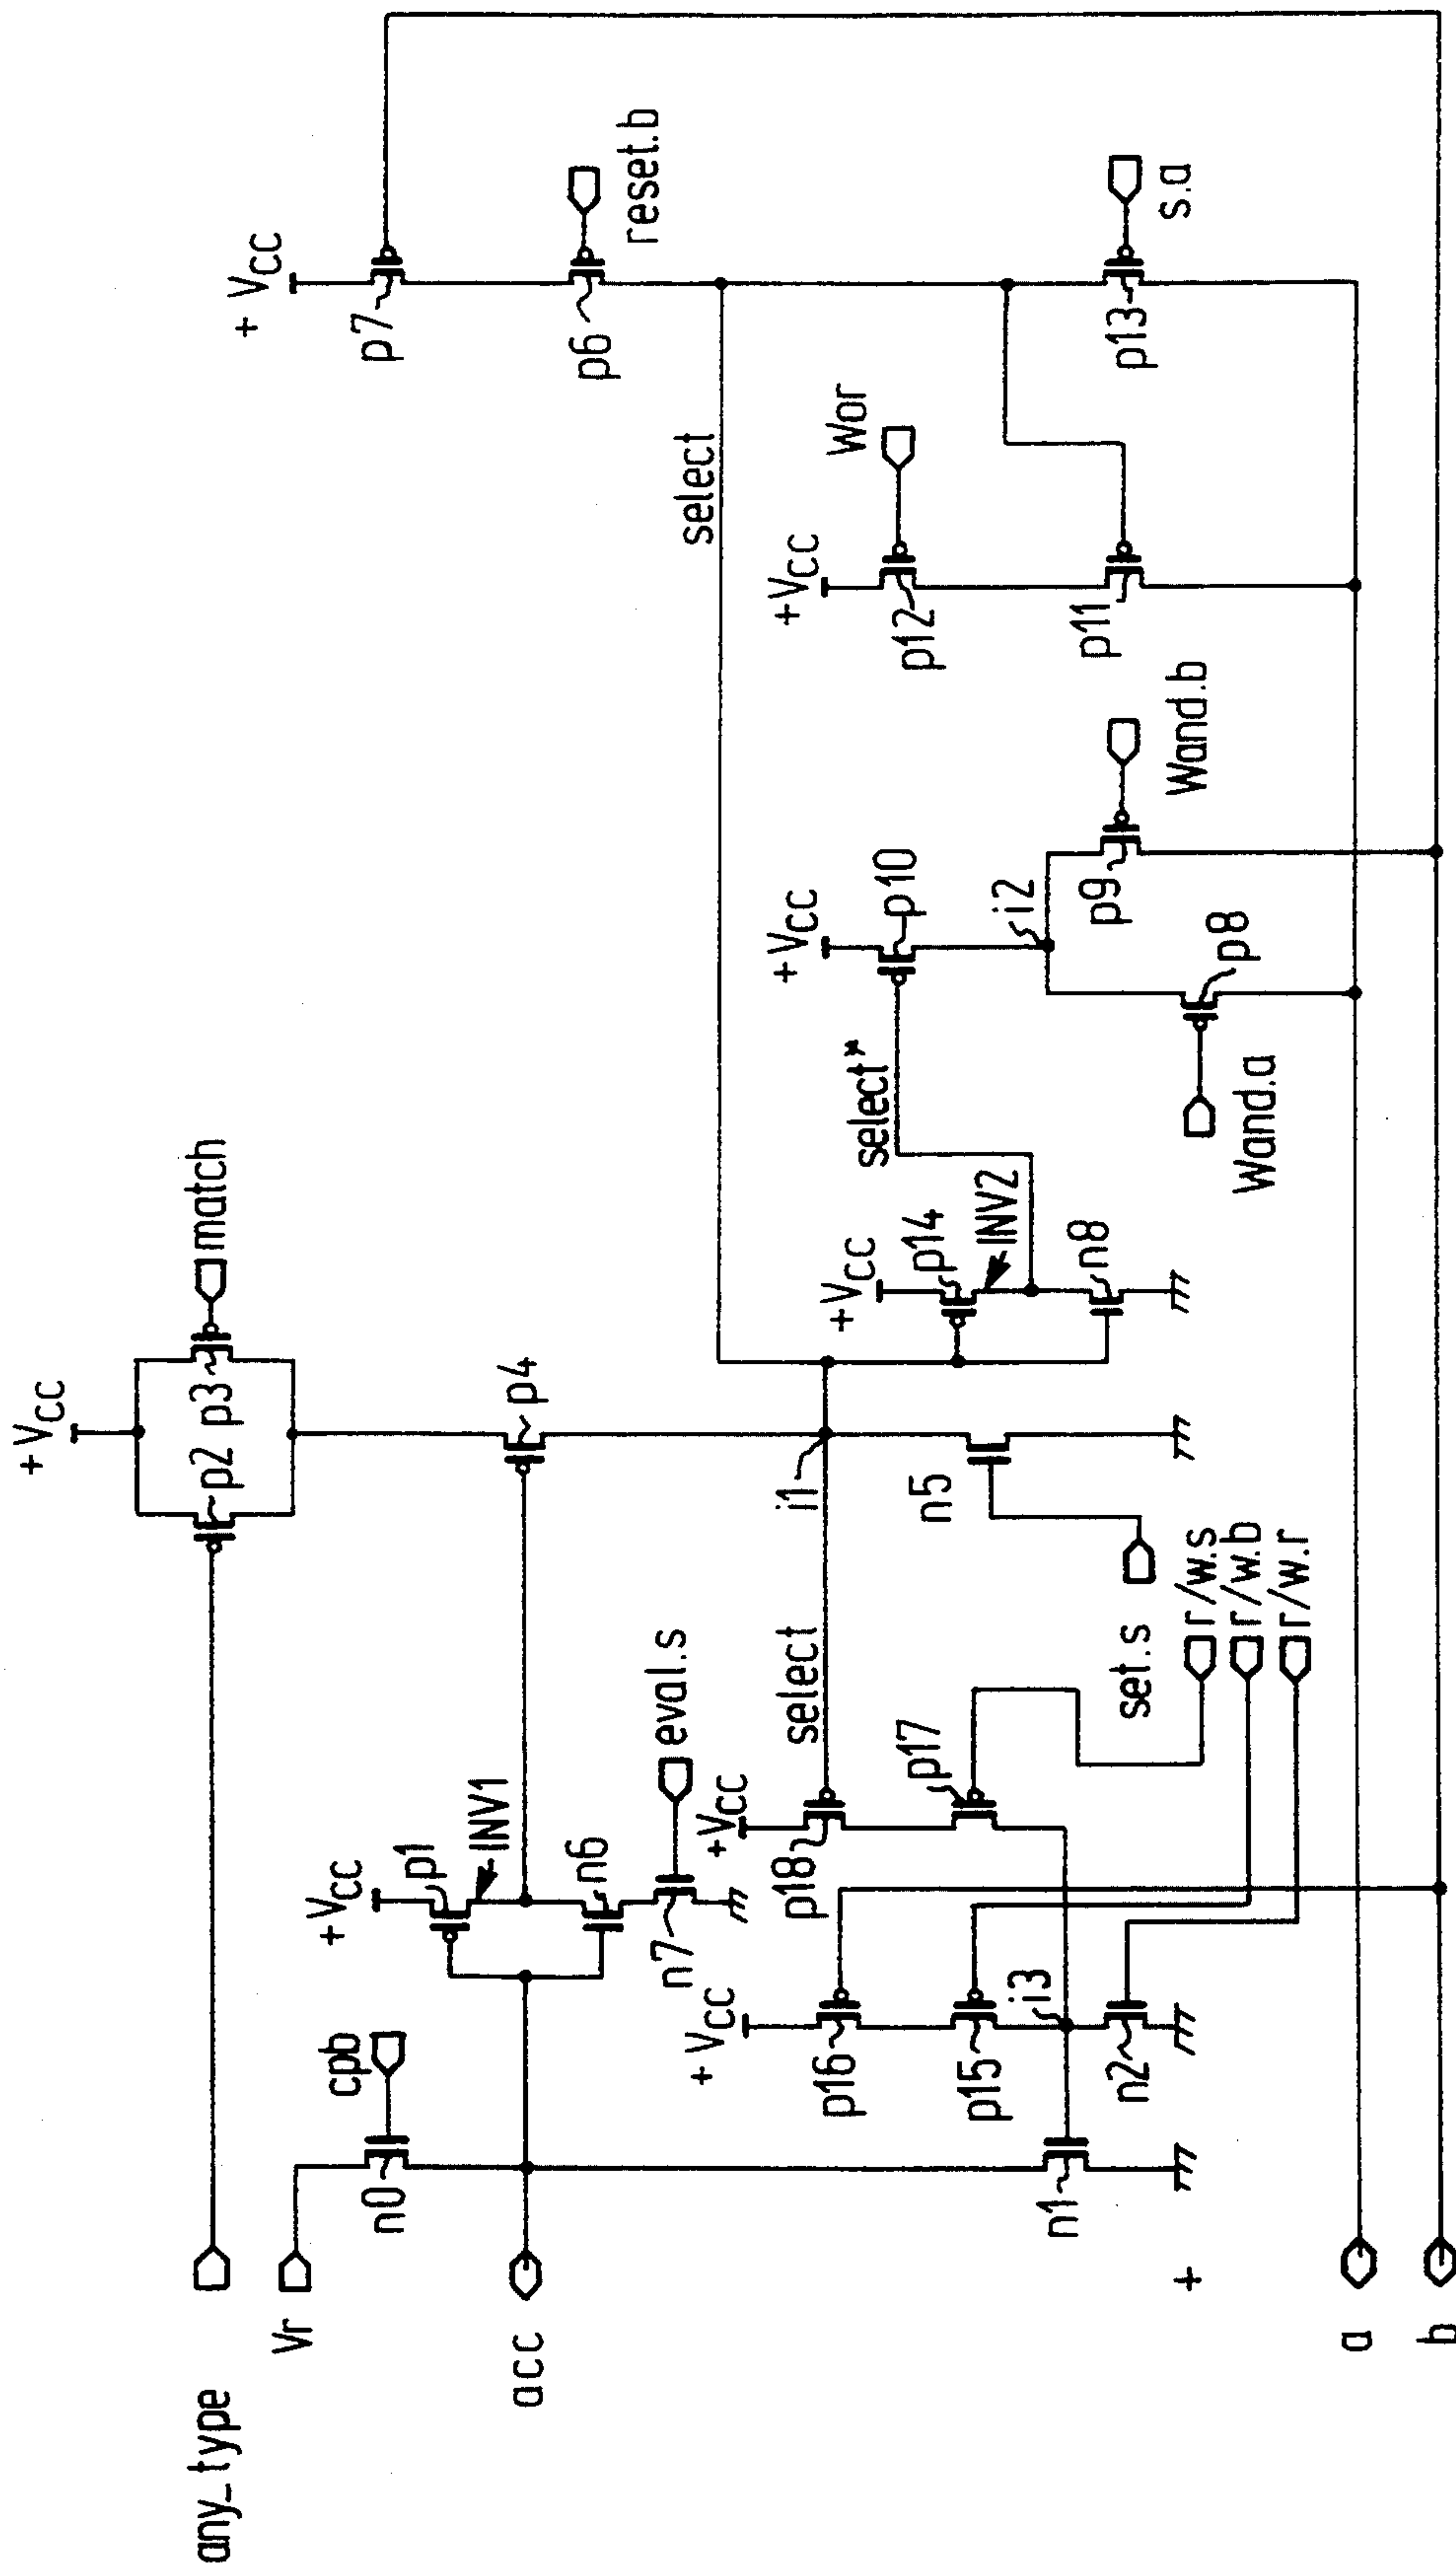 +VCC
match
p2
p3
any_type
+VCC
p7
reset.b
p6
cpb
Vr
n0
+VCC
p1
INV1
n6
n7
eval.s
p4
acc
select
select
i1
+VCC
p18
p17
+VCC
p16
p15
i3
n2
n1
+
n5
set.s
r/w.s
r/w.b
r/w.r
+VCC
p14
INV2
n8
select*
+VCC
p10
i2
p9
p8
Wand.b
Wand.a
Wor
+VCC
p12
p11
p13
s.a
a
b